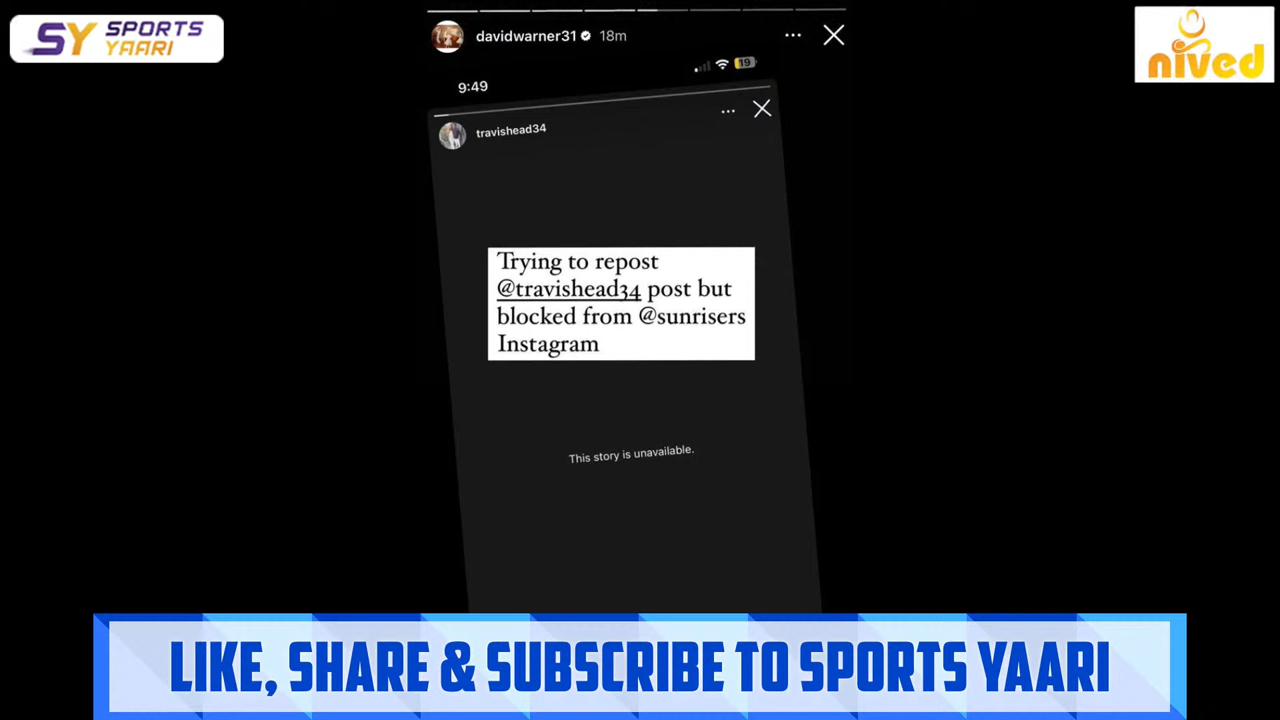 SY SPORTS
YAARI
nived
davidwarner31 18m
9:49
19
travishead34
Trying to repost
@travishead34 post but
blocked from @sunrisers
Instagram
This story is unavailable.
LIKE, SHARE & SUBSCRIBE TO SPORTS YAARI